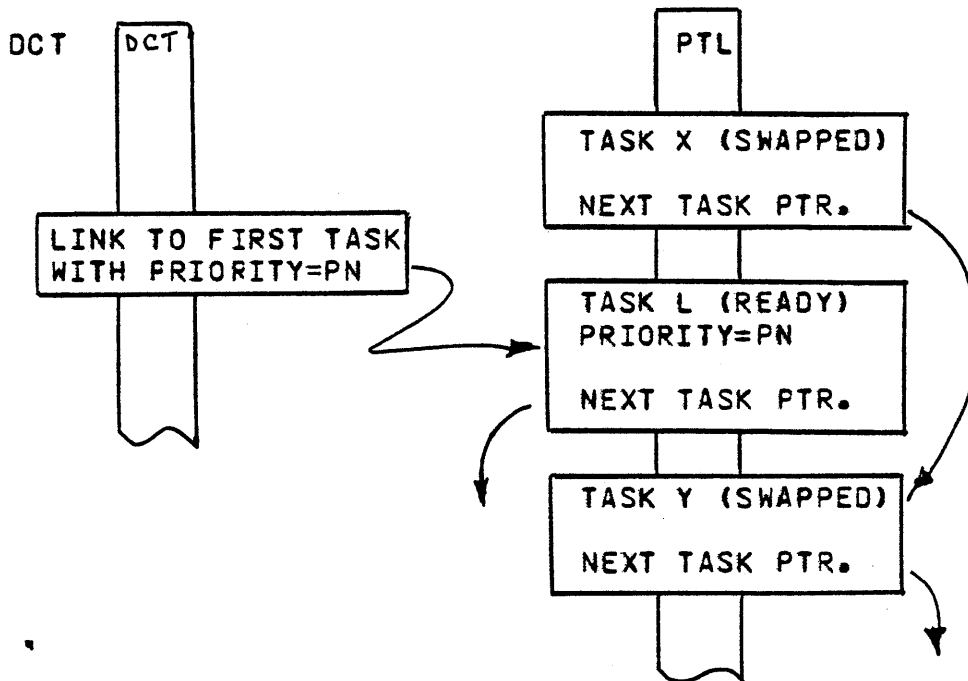 DCT
DCT
LINK TO FIRST TASK
WITH PRIORITY=PN
PTL
TASK X (SWAPPED)
NEXT TASK PTR.
TASK L (READY)
PRIORITY=PN
NEXT TASK PTR.
TASK Y (SWAPPED)
NEXT TASK PTR.